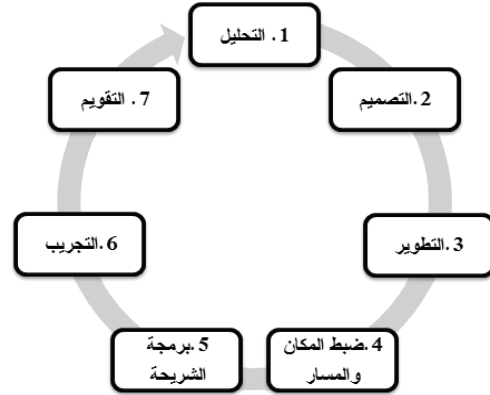 1. التحليل
2.التصميم
3.التطوير
4.ضبط المكان
والمسار
5.برمجة
الشريحة
6.التجريب
7. التقويم